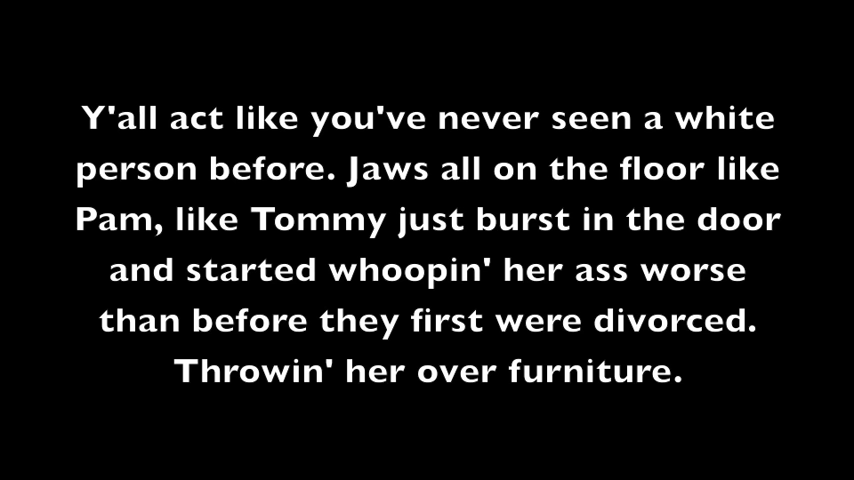 Y'all act like you've never seen a white
person before. Jaws all on the floor like
Pam, like Tommy just burst in the door
and started whoopin' her ass worse
than before they first were divorced.
Throwin' her over furniture.